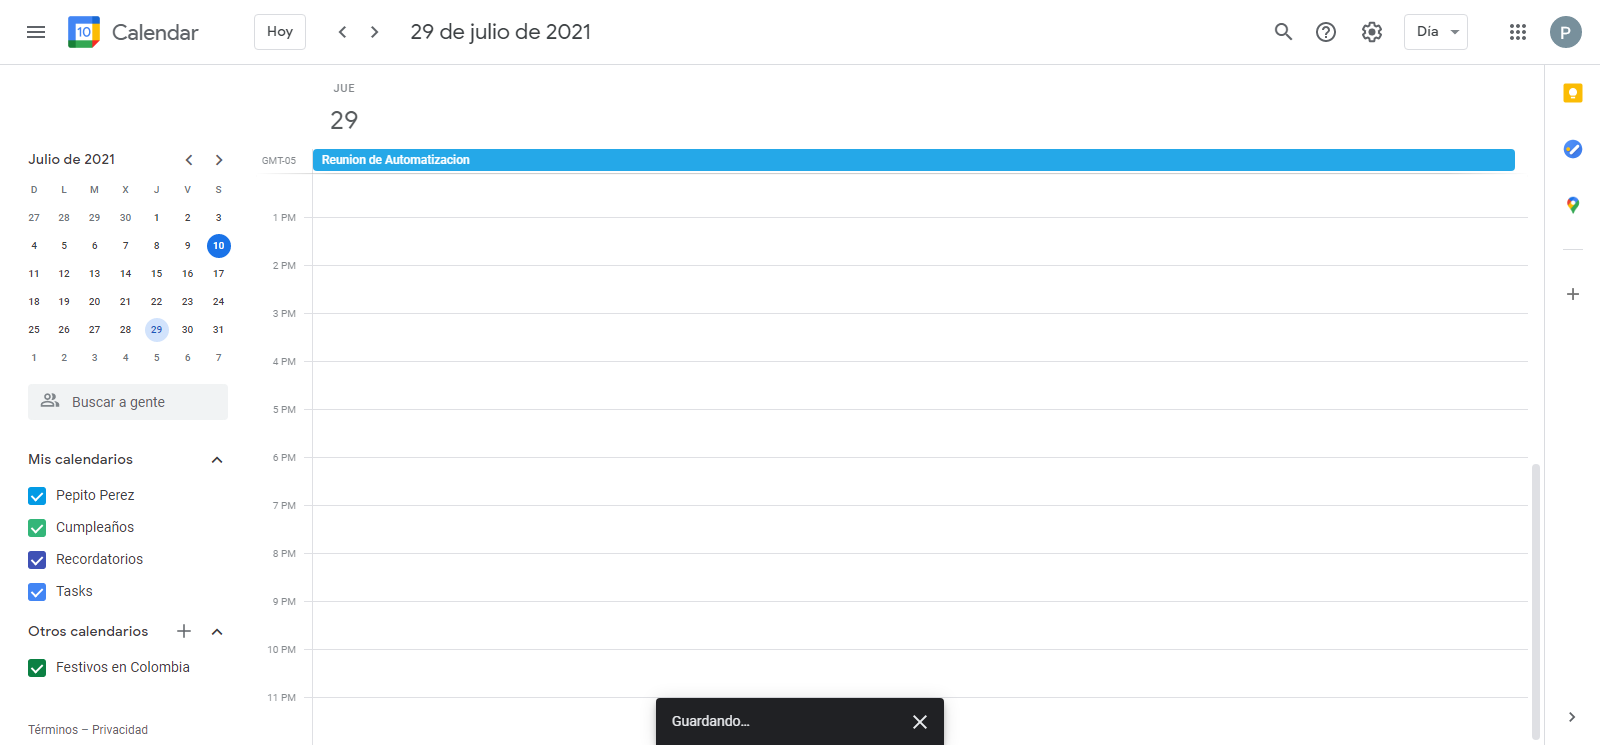 10 Calendar Hoy 29 de julio de 2021 Día P
JUE
29
GMT-05 Reunion de Automatizacion
Julio de 2021
D L M X J V S
27 28 29 30 1 2 3
4 5 6 7 8 9 10
11 12 13 14 15 16 17
18 19 20 21 22 23 24
25 26 27 28 29 30 31
1 2 3 4 5 6 7
Buscar a gente
Mis calendarios
Pepito Perez
Cumpleaños
Recordatorios
Tasks
Otros calendarios
Festivos en Colombia
Términos – Privacidad
1 PM
2 PM
3 PM
4 PM
5 PM
6 PM
7 PM
8 PM
9 PM
10 PM
11 PM
Guardando...